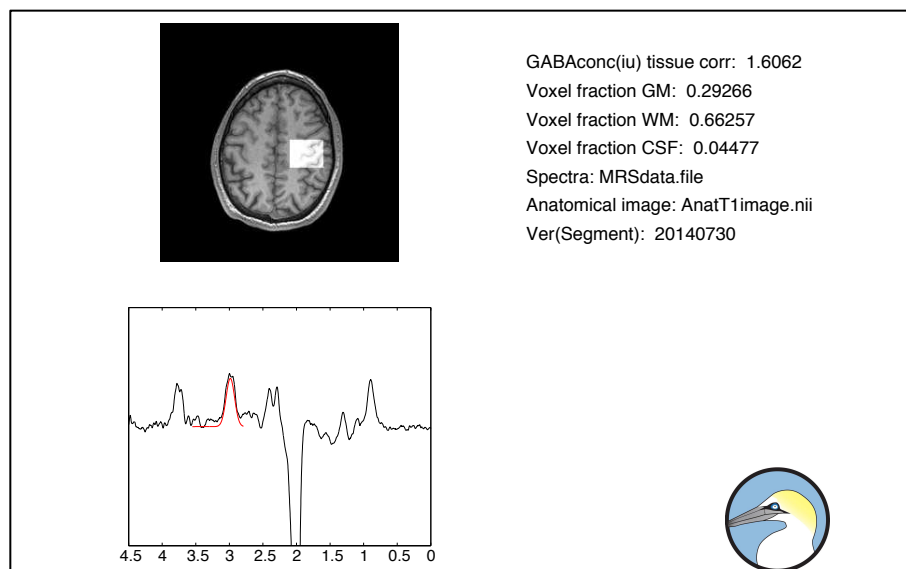 GABAconc(iu) tissue corr: 1.6062
Voxel fraction GM: 0.29266
Voxel fraction WM: 0.66257
Voxel fraction CSF: 0.04477
Spectra: MRSdata.file
Anatomical image: AnatT1image.nii
Ver(Segment): 20140730
4.5 4 3.5 3 2.5 2 1.5 1 0.5 0